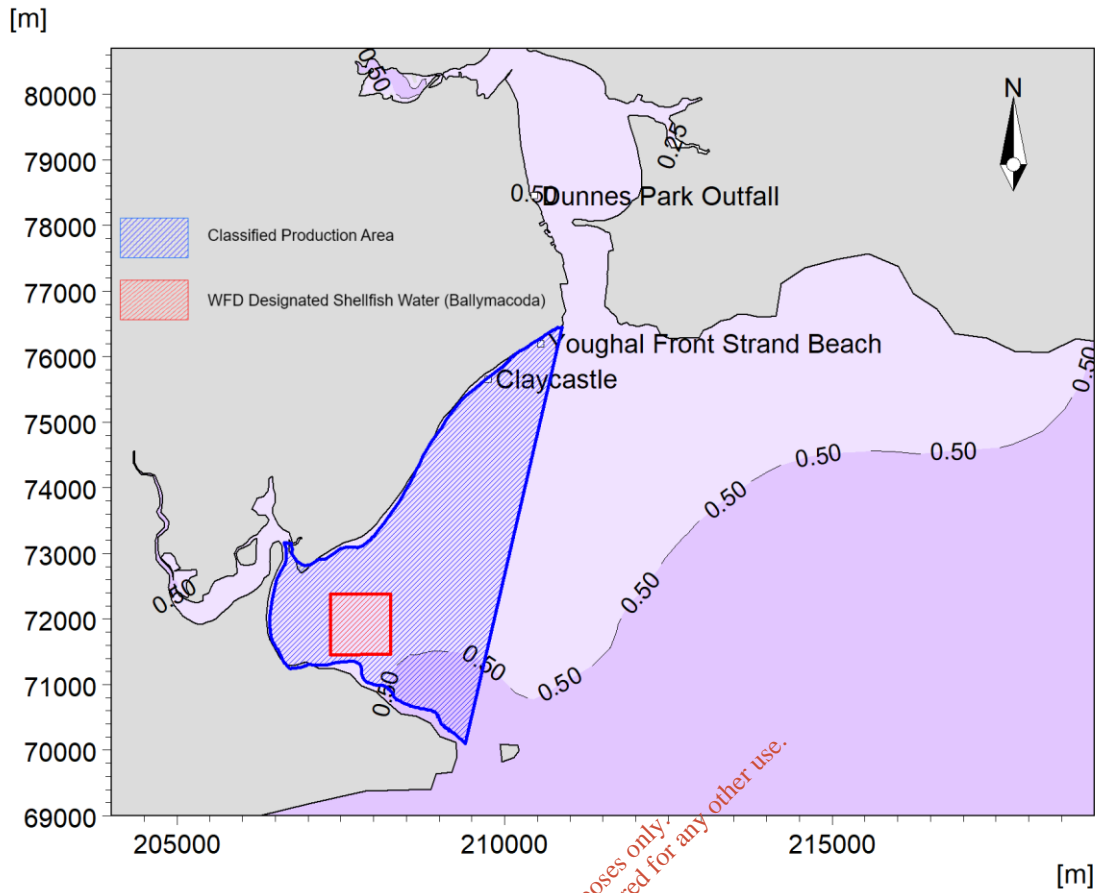 [m]
80000
79000
78000
77000
76000
75000
74000
73000
72000
71000
70000
69000
205000
210000
215000
[m]
N
0.50
0.25
0.50
Dunnes Park Outfall
Classified Production Area
WFD Designated Shellfish Water (Ballymacoda)
Youghal Front Strand Beach
Claycastle
0.50
0.50
0.50
0.50
0.50
0.50
0.50
0.50
0.50
oses only.
red for any other use.